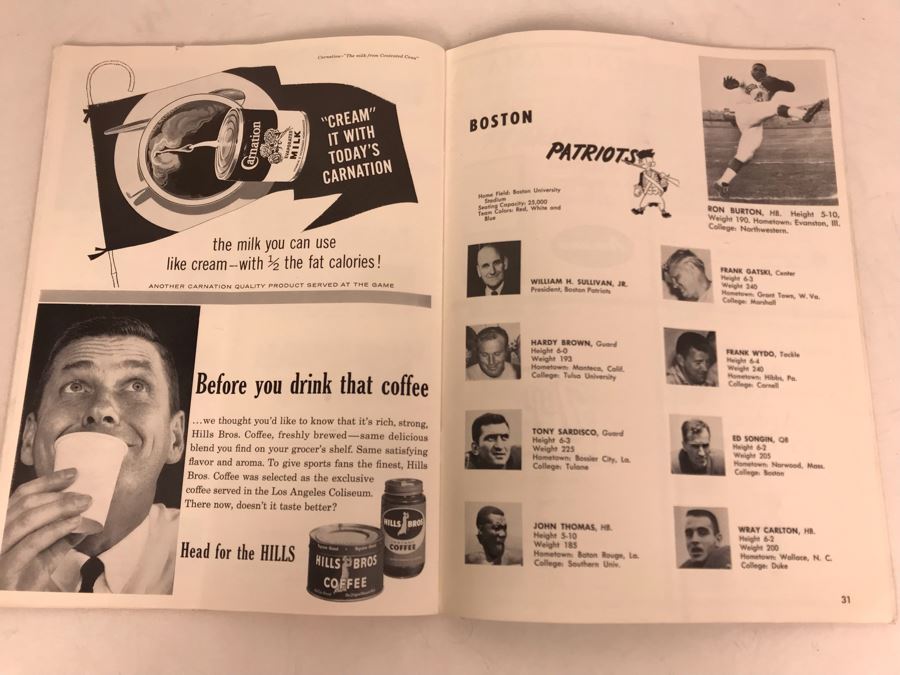 Carnation—"The milk from Contented Cows"
Carnation
EVAPORATED
MILK
"CREAM"
IT WITH
TODAY'S
CARNATION
the milk you can use
like cream—with ½ the fat calories!
ANOTHER CARNATION QUALITY PRODUCT SERVED AT THE GAME
Before you drink that coffee
...we thought you'd like to know that it's rich, strong,
Hills Bros. Coffee, freshly brewed—same delicious
blend you find on your grocer's shelf. Same satisfying
flavor and aroma. To give sports fans the finest, Hills
Bros. Coffee was selected as the exclusive
coffee served in the Los Angeles Coliseum.
There now, doesn't it taste better?
Head for the HILLS
HILLS BROS
COFFEE
HILLS BROS
COFFEE
BOSTON
PATRIOTS
Home Field: Boston University
Stadium
Seating Capacity: 25,000
Team Colors: Red, White and
Blue
RON BURTON, HB. Height 5-10,
Weight 190. Hometown: Evanston, Ill.
College: Northwestern.
WILLIAM H. SULLIVAN, JR.
President, Boston Patriots
FRANK GATSKI, Center
Height 6-3
Weight 240
Hometown: Grant Town, W. Va.
College: Marshall
HARDY BROWN, Guard
Height 6-0
Weight 193
Hometown: Manteca, Calif.
College: Tulsa University
FRANK WYDO, Tackle
Height 6-4
Weight 240
Hometown: Hibbs, Pa.
College: Cornell
TONY SARDISCO, Guard
Height 6-3
Weight 225
Hometown: Bossier City, La.
College: Tulane
ED SONGIN, QB
Height 6-2
Weight 205
Hometown: Norwood, Mass.
College: Boston
JOHN THOMAS, HB.
Height 5-10
Weight 185
Hometown: Baton Rouge, La.
College: Southern Univ.
WRAY CARLTON, HB.
Height 6-2
Weight 200
Hometown: Wallace, N. C.
College: Duke
31